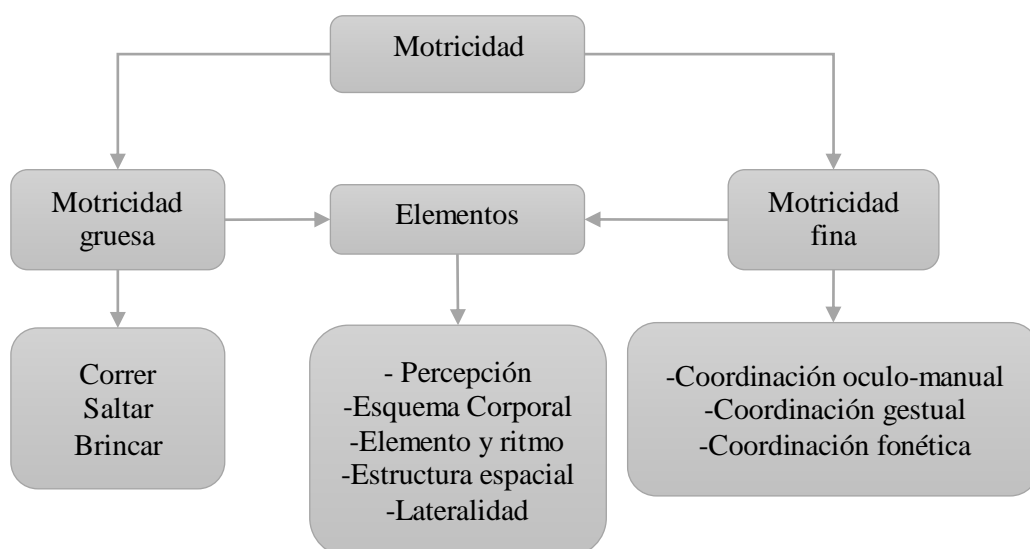 Motricidad
Motricidad
gruesa
Elementos
Motricidad
fina
Correr
Saltar
Brincar
- Percepción
-Esquema Corporal
-Elemento y ritmo
-Estructura espacial
-Lateralidad
-Coordinación oculo-manual
-Coordinación gestual
-Coordinación fonética